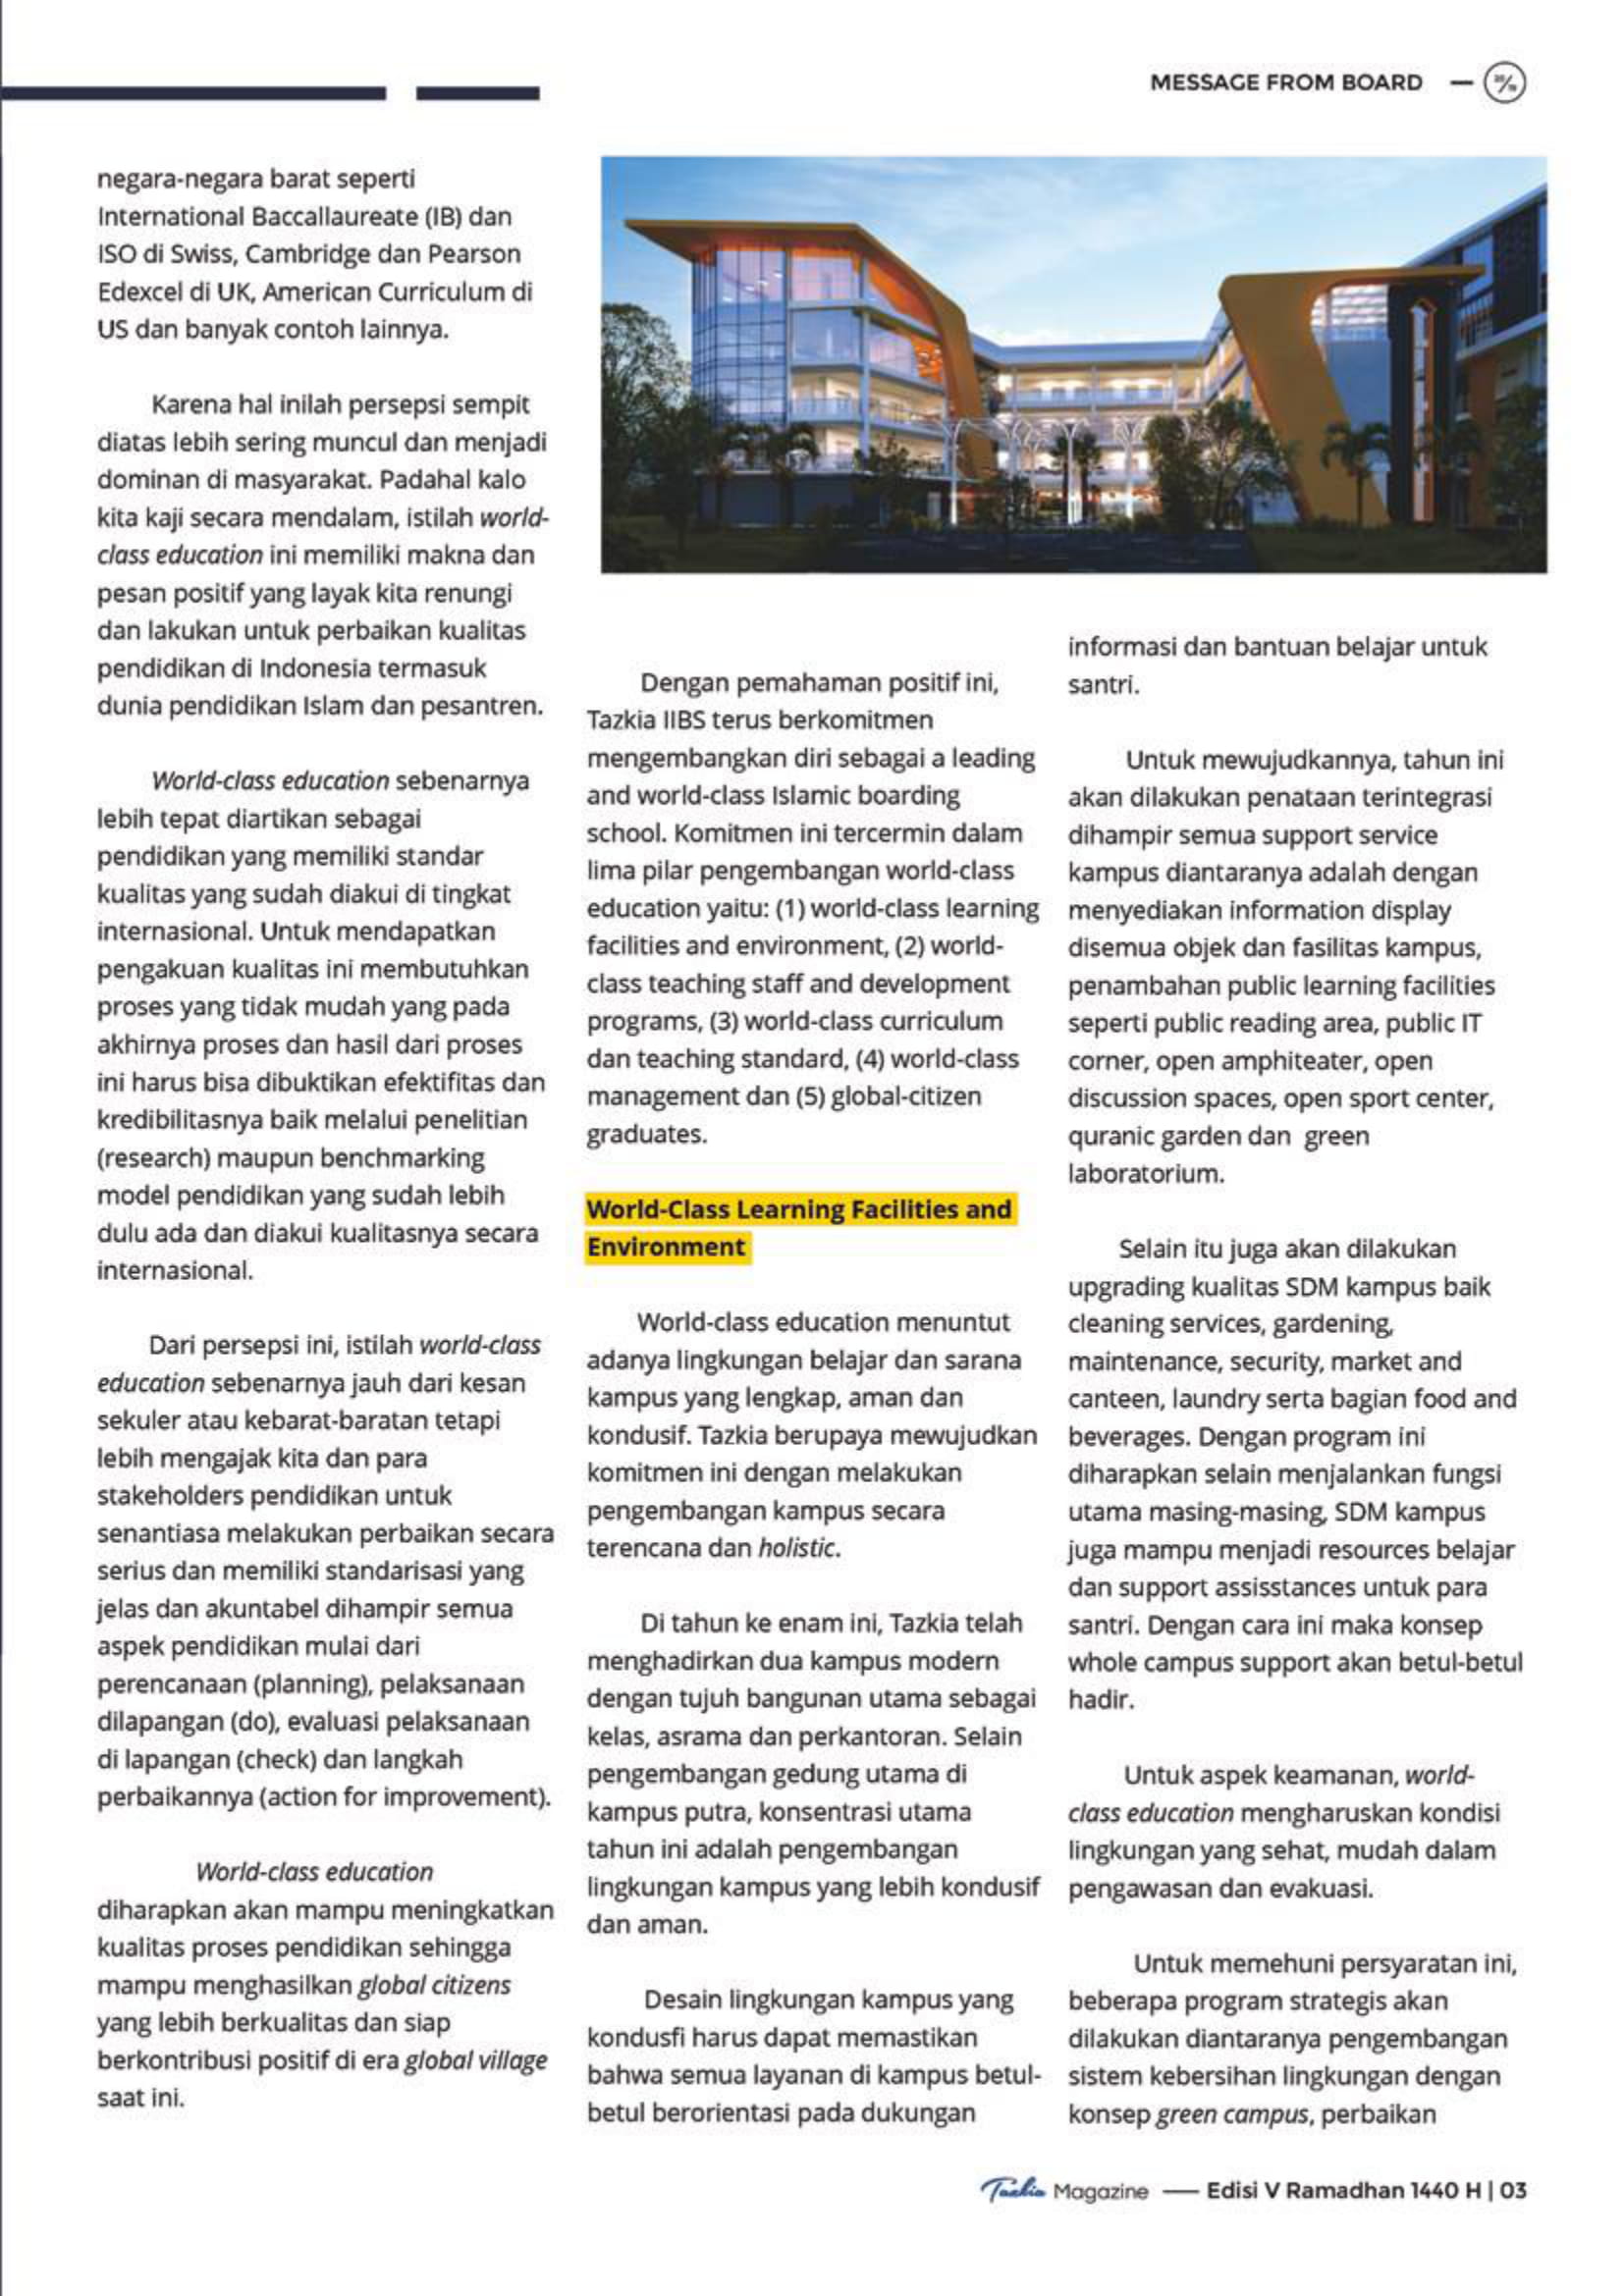 MESSAGE FROM BOARD —
negara-negara barat seperti
International Baccallaureate (IB) dan
ISO di Swiss, Cambridge dan Pearson
Edexcel di UK, American Curriculum di
US dan banyak contoh lainnya.
Karena hal inilah persepsi sempit
diatas lebih sering muncul dan menjadi
dominan di masyarakat. Padahal kalo
kita kaji secara mendalam, istilah world-
class education ini memiliki makna dan
pesan positif yang layak kita renungi
dan lakukan untuk perbaikan kualitas
pendidikan di Indonesia termasuk
dunia pendidikan Islam dan pesantren.
World-class education sebenarnya
lebih tepat diartikan sebagai
pendidikan yang memiliki standar
kualitas yang sudah diakui di tingkat
internasional. Untuk mendapatkan
pengakuan kualitas ini membutuhkan
proses yang tidak mudah yang pada
akhirnya proses dan hasil dari proses
ini harus bisa dibuktikan efektifitas dan
kredibilitasnya baik melalui penelitian
(research) maupun benchmarking
model pendidikan yang sudah lebih
dulu ada dan diakui kualitasnya secara
internasional.
Dari persepsi ini, istilah world-class
education sebenarnya jauh dari kesan
sekuler atau kebarat-baratan tetapi
lebih mengajak kita dan para
stakeholders pendidikan untuk
senantiasa melakukan perbaikan secara
serius dan memiliki standarisasi yang
jelas dan akuntabel dihampir semua
aspek pendidikan mulai dari
perencanaan (planning), pelaksanaan
dilapangan (do), evaluasi pelaksanaan
di lapangan (check) dan langkah
perbaikannya (action for improvement).
World-class education
diharapkan akan mampu meningkatkan
kualitas proses pendidikan sehingga
mampu menghasilkan global citizens
yang lebih berkualitas dan siap
berkontribusi positif di era global village
saat ini.
Dengan pemahaman positif ini,
Tazkia IIBS terus berkomitmen
mengembangkan diri sebagai a leading
and world-class Islamic boarding
school. Komitmen ini tercermin dalam
lima pilar pengembangan world-class
education yaitu: (1) world-class learning
facilities and environment, (2) world-
class teaching staff and development
programs, (3) world-class curriculum
dan teaching standard, (4) world-class
management dan (5) global-citizen
graduates.
World-Class Learning Facilities and
Environment
World-class education menuntut
adanya lingkungan belajar dan sarana
kampus yang lengkap, aman dan
kondusif. Tazkia berupaya mewujudkan
komitmen ini dengan melakukan
pengembangan kampus secara
terencana dan holistic.
Di tahun ke enam ini, Tazkia telah
menghadirkan dua kampus modern
dengan tujuh bangunan utama sebagai
kelas, asrama dan perkantoran. Selain
pengembangan gedung utama di
kampus putra, konsentrasi utama
tahun ini adalah pengembangan
lingkungan kampus yang lebih kondusif
dan aman.
Desain lingkungan kampus yang
kondusfi harus dapat memastikan
bahwa semua layanan di kampus betul-
betul berorientasi pada dukungan
informasi dan bantuan belajar untuk
santri.
Untuk mewujudkannya, tahun ini
akan dilakukan penataan terintegrasi
dihampir semua support service
kampus diantaranya adalah dengan
menyediakan information display
disemua objek dan fasilitas kampus,
penambahan public learning facilities
seperti public reading area, public IT
corner, open amphiteater, open
discussion spaces, open sport center,
quranic garden dan green
laboratorium.
Selain itu juga akan dilakukan
upgrading kualitas SDM kampus baik
cleaning services, gardening,
maintenance, security, market and
canteen, laundry serta bagian food and
beverages. Dengan program ini
diharapkan selain menjalankan fungsi
utama masing-masing, SDM kampus
juga mampu menjadi resources belajar
dan support assisstances untuk para
santri. Dengan cara ini maka konsep
whole campus support akan betul-betul
hadir.
Untuk aspek keamanan, world-
class education mengharuskan kondisi
lingkungan yang sehat, mudah dalam
pengawasan dan evakuasi.
Untuk memehuni persyaratan ini,
beberapa program strategis akan
dilakukan diantaranya pengembangan
sistem kebersihan lingkungan dengan
konsep green campus, perbaikan
Tazkia Magazine — Edisi V Ramadhan 1440 H | 03